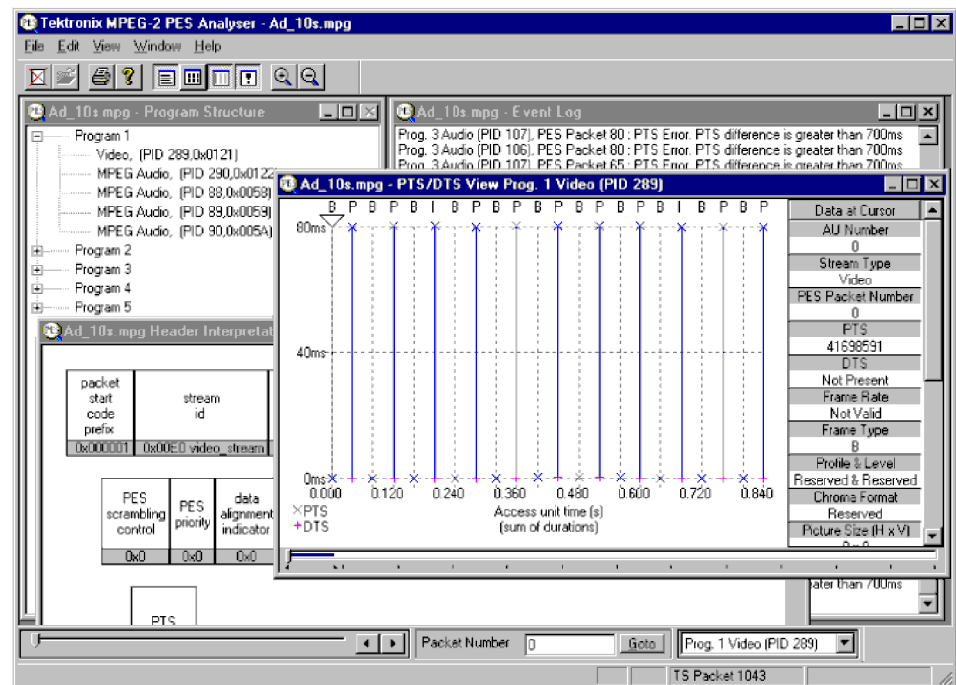 Tektronix MPEG-2 PES Analyser - Ad_10s.mpg
File Edit View Window Help
Ad_10s mpg - Program Structure
Program 1
Video, (PID 289,0x0121)
MPEG Audio, (PID 290,0x0122
MPEG Audio, (PID 88,0x0058)
MPEG Audio, (PID 89,0x0059)
MPEG Audio, (PID 90,0x005A)
Program 2
Program 3
Program 4
Program 5
Ad_10s mpg - Event Log
Prog. 3 Audio (PID 107), PES Packet 80 : PTS Error. PTS difference is greater than 700ms
Prog. 3 Audio (PID 106), PES Packet 80 : PTS Error. PTS difference is greater than 700ms
Prog. 3 Audio (PID 107), PES Packet 65 : PTS Error. PTS difference is greater than 700ms
Ad_10s.mpg - PTS/DTS View Prog. 1 Video (PID 289)
B P B P B I B P B P B P B P B P B I B P B P
80ms
40ms
0ms
0.000 0.120 0.240 0.360 0.480 0.600 0.720 0.840
×PTS
+DTS
Access unit time (s)
(sum of durations)
Data at Cursor
AU Number
0
Stream Type
Video
PES Packet Number
0
PTS
41698591
DTS
Not Present
Frame Rate
Not Valid
Frame Type
B
Profile & Level
Reserved & Reserved
Chroma Format
Reserved
Picture Size (H x V)
Ad_10s mpg Header Interpretat
packet
start
code
prefix
0x000001
stream
id
0x00E0 video_stream
PES
scrambling
control
0x0
PES
priority
0x0
data
alignment
indicator
0x0
PTS
ater than 700ms
Packet Number 0 Goto Prog. 1 Video (PID 289)
TS Packet 1043